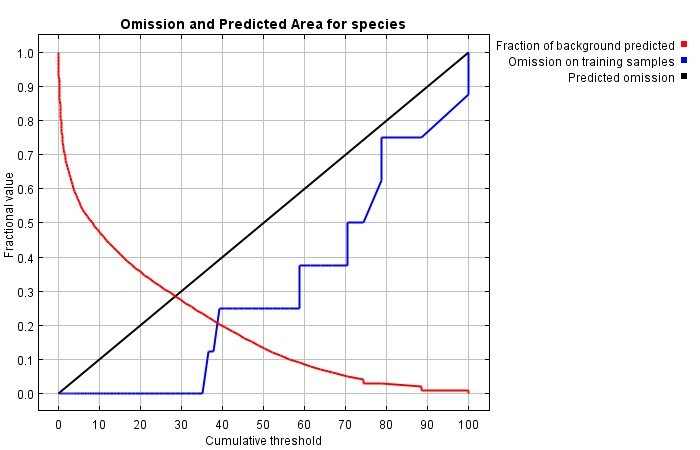 Omission and Predicted Area for species
Fraction of background predicted
Omission on training samples
Predicted omission
Fractional value
1.0
0.9
0.8
0.7
0.6
0.5
0.4
0.3
0.2
0.1
0.0
0 10 20 30 40 50 60 70 80 90 100
Cumulative threshold